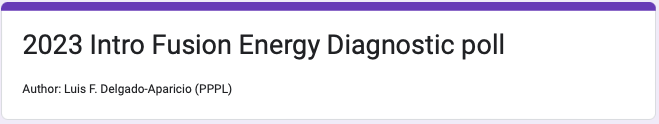 2023 Intro Fusion Energy Diagnostic poll
Author: Luis F. Delgado-Aparicio (PPPL)